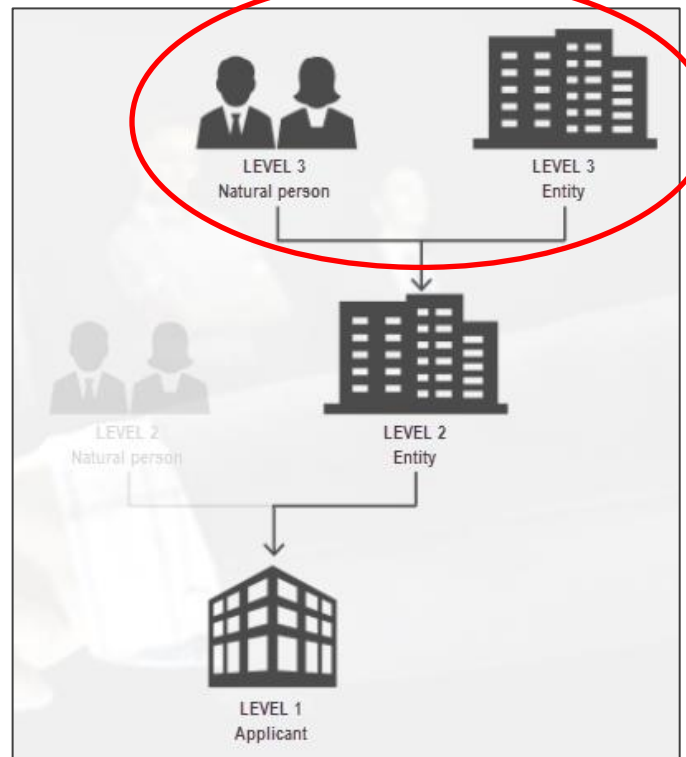 LEVEL 3
Natural person
LEVEL 3
Entity
LEVEL 2
Natural person
LEVEL 2
Entity
LEVEL 1
Applicant